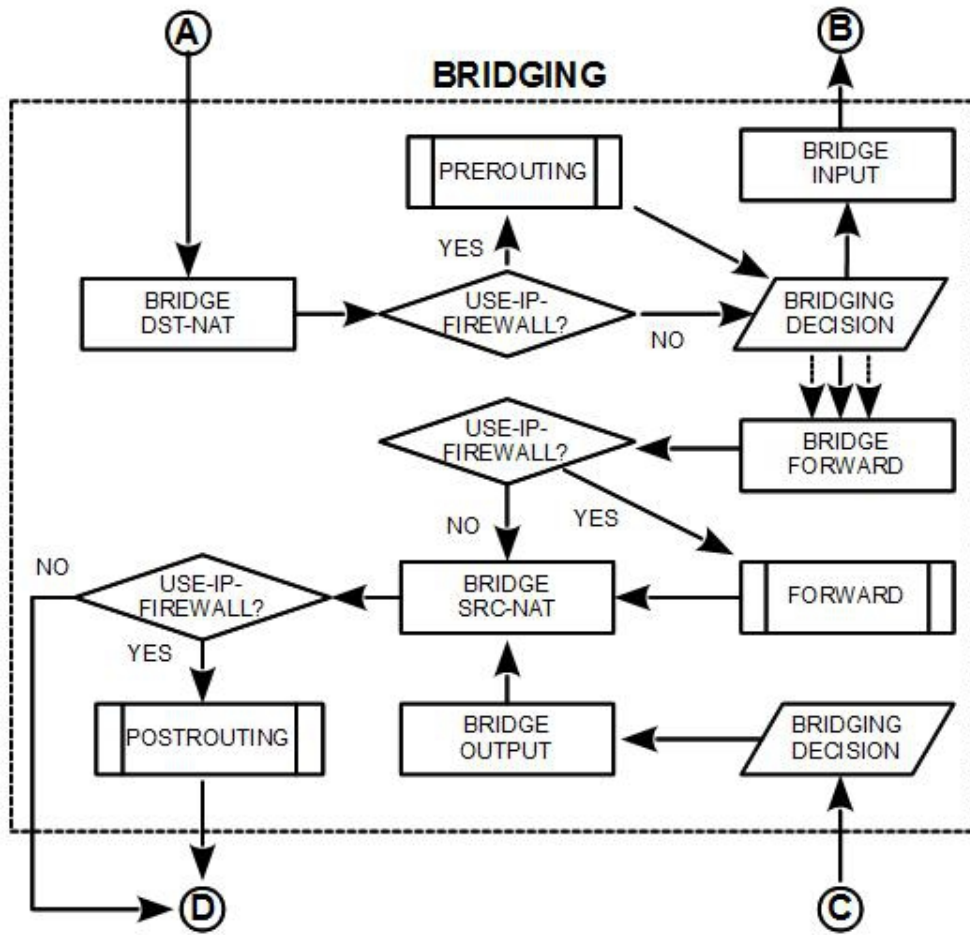 A
B
BRIDGING
PREROUTING
BRIDGE
INPUT
YES
BRIDGE
DST-NAT
USE-IP-
FIREWALL?
NO
BRIDGING
DECISION
USE-IP-
FIREWALL?
BRIDGE
FORWARD
NO
YES
NO
USE-IP-
FIREWALL?
BRIDGE
SRC-NAT
FORWARD
YES
POSTROUTING
BRIDGE
OUTPUT
BRIDGING
DECISION
D
C